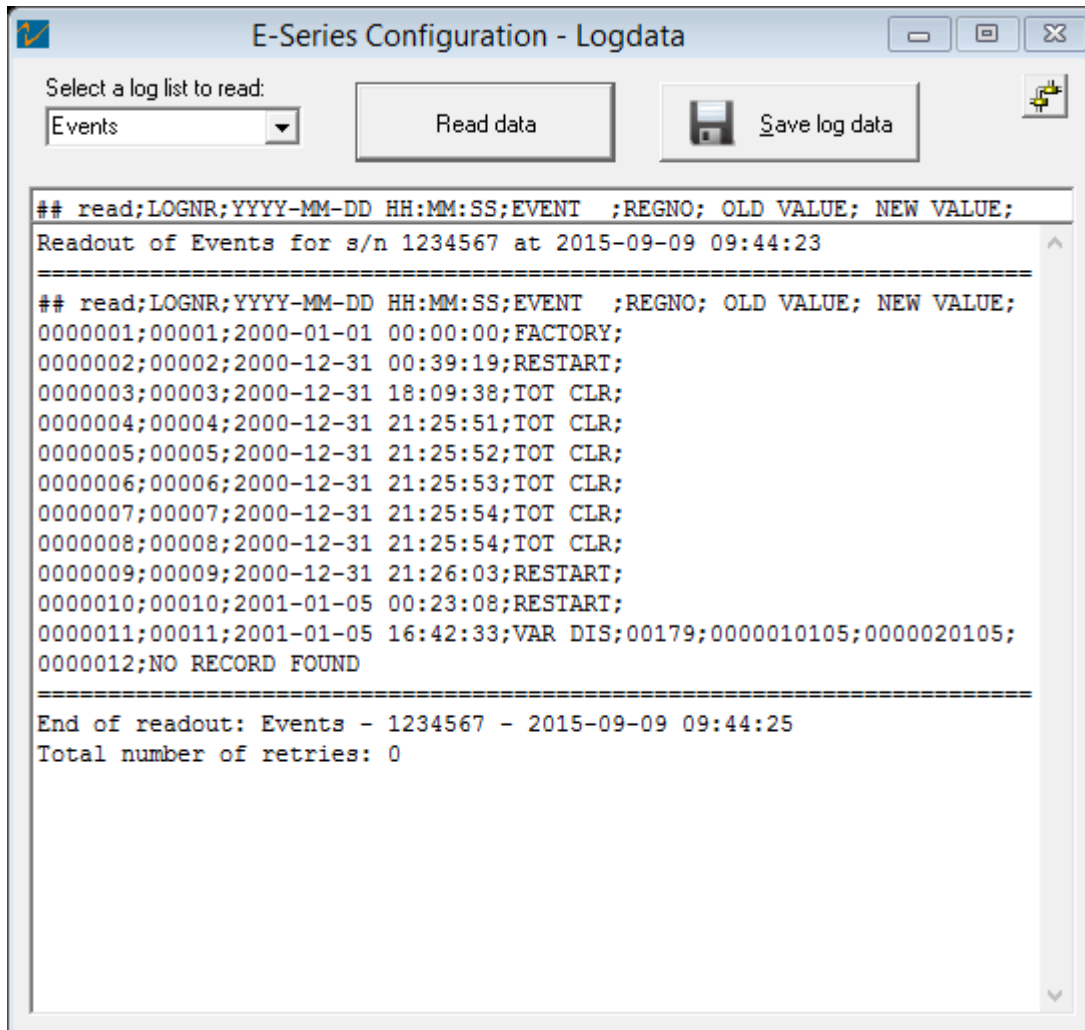 E-Series Configuration - Logdata
Select a log list to read:
Events
Read data
Save log data
## read;LOGNR;YYYY-MM-DD HH:MM:SS;EVENT  ;REGNO; OLD VALUE; NEW VALUE;
Readout of Events for s/n 1234567 at 2015-09-09 09:44:23
=======================================================================
## read;LOGNR;YYYY-MM-DD HH:MM:SS;EVENT  ;REGNO; OLD VALUE; NEW VALUE;
0000001;00001;2000-01-01 00:00:00;FACTORY;
0000002;00002;2000-12-31 00:39:19;RESTART;
0000003;00003;2000-12-31 18:09:38;TOT CLR;
0000004;00004;2000-12-31 21:25:51;TOT CLR;
0000005;00005;2000-12-31 21:25:52;TOT CLR;
0000006;00006;2000-12-31 21:25:53;TOT CLR;
0000007;00007;2000-12-31 21:25:54;TOT CLR;
0000008;00008;2000-12-31 21:25:54;TOT CLR;
0000009;00009;2000-12-31 21:26:03;RESTART;
0000010;00010;2001-01-05 00:23:08;RESTART;
0000011;00011;2001-01-05 16:42:33;VAR DIS;00179;0000010105;0000020105;
0000012;NO RECORD FOUND
=======================================================================
End of readout: Events - 1234567 - 2015-09-09 09:44:25
Total number of retries: 0